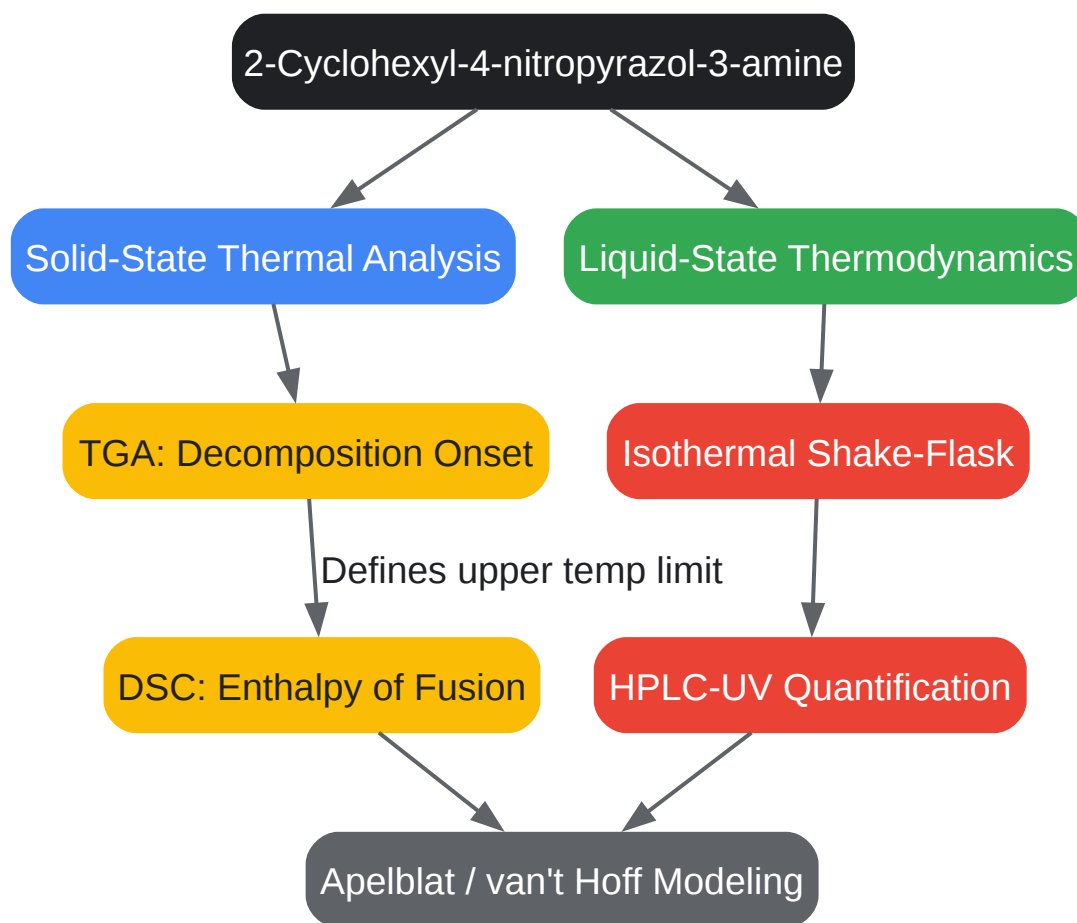 2-Cyclohexyl-4-nitropyrazol-3-amine
Solid-State Thermal Analysis
Liquid-State Thermodynamics
TGA: Decomposition Onset
Isothermal Shake-Flask
Defines upper temp limit
DSC: Enthalpy of Fusion
HPLC-UV Quantification
Apelblat / van't Hoff Modeling